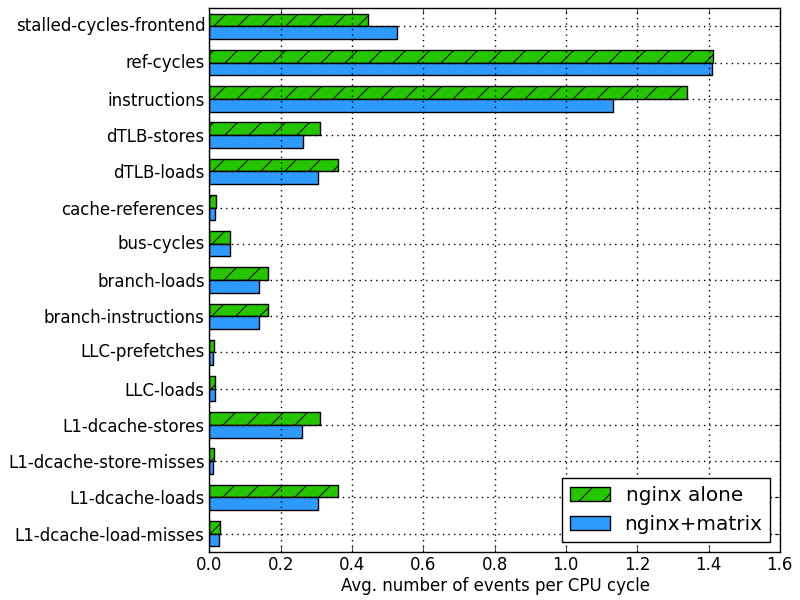 stalled-cycles-frontend
ref-cycles
instructions
dTLB-stores
dTLB-loads
cache-references
bus-cycles
branch-loads
branch-instructions
LLC-prefetches
LLC-loads
L1-dcache-stores
L1-dcache-store-misses
L1-dcache-loads
L1-dcache-load-misses
nginx alone
nginx+matrix
0.0 0.2 0.4 0.6 0.8 1.0 1.2 1.4 1.6
Avg. number of events per CPU cycle